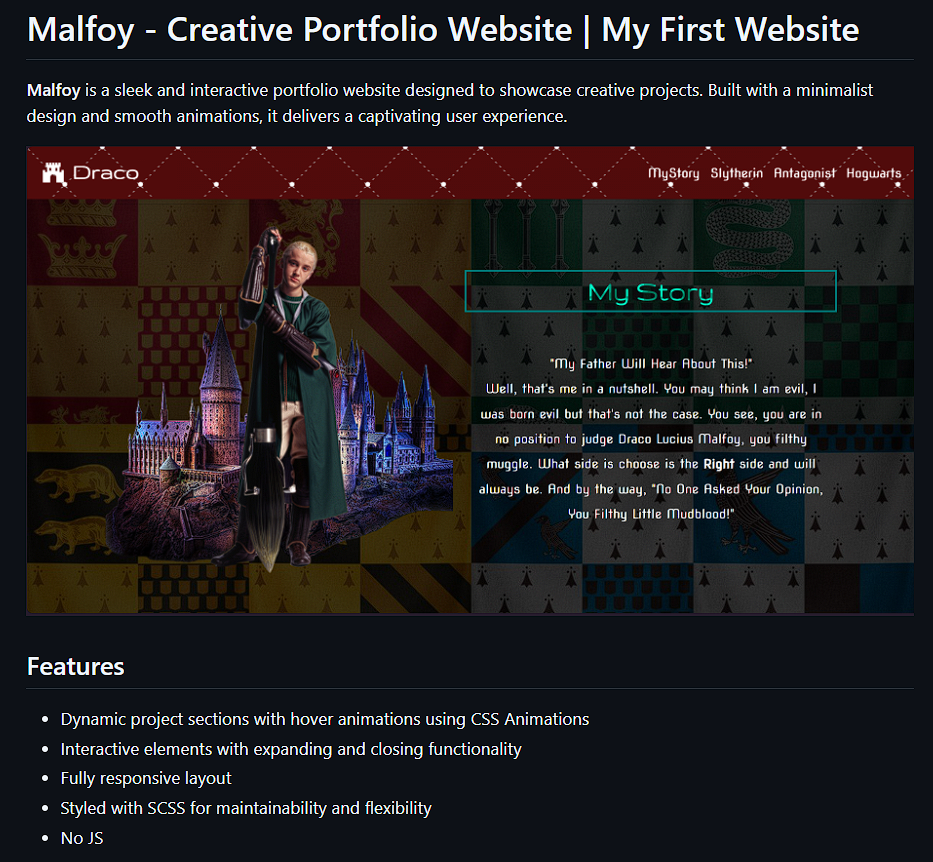 Malfoy - Creative Portfolio Website | My First Website
Malfoy is a sleek and interactive portfolio website designed to showcase creative projects. Built with a minimalist
design and smooth animations, it delivers a captivating user experience.
Draco
MyStory Slytherin Antagonist Hogwarts
My Story
"My Father Will Hear About This!"
Well, that's me in a nutshell. You may think I am evil, I
was born evil but that's not the case. You see, you are in
no position to judge Draco Lucius Malfoy, you filthy
muggle. What side is choose is the Right side and will
always be. And by the way, "No One Asked Your Opinion,
You Filthy Little Mudblood!"
Features
• Dynamic project sections with hover animations using CSS Animations
• Interactive elements with expanding and closing functionality
• Fully responsive layout
• Styled with SCSS for maintainability and flexibility
• No JS